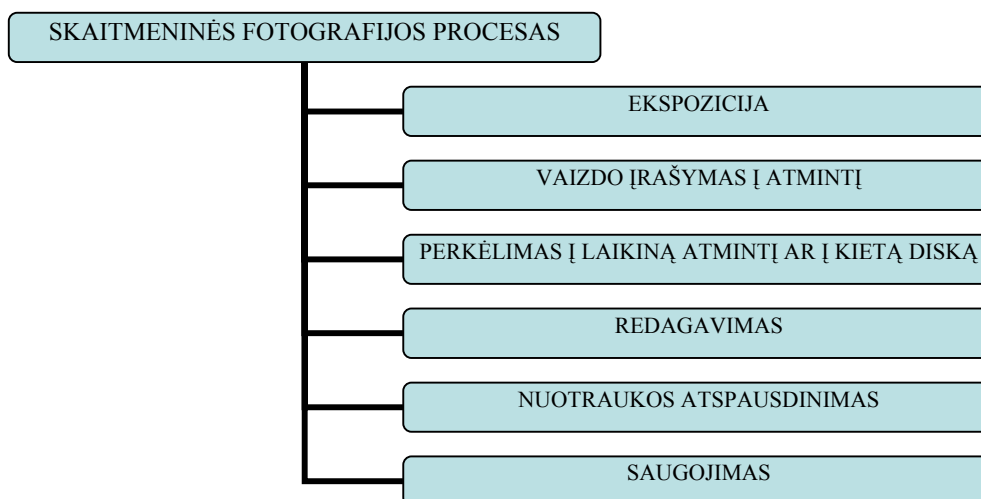 SKAITMENINĖS FOTOGRAFIJOS PROCESAS
EKSPOZICIJA
VAIZDO ĮRAŠYMAS Į ATMINTĮ
PERKĖLIMAS Į LAIKINĄ ATMINTĮ AR Į KIETĄ DISKĄ
REDAGAVIMAS
NUOTRAUKOS ATSPAUSDINIMAS
SAUGOJIMAS